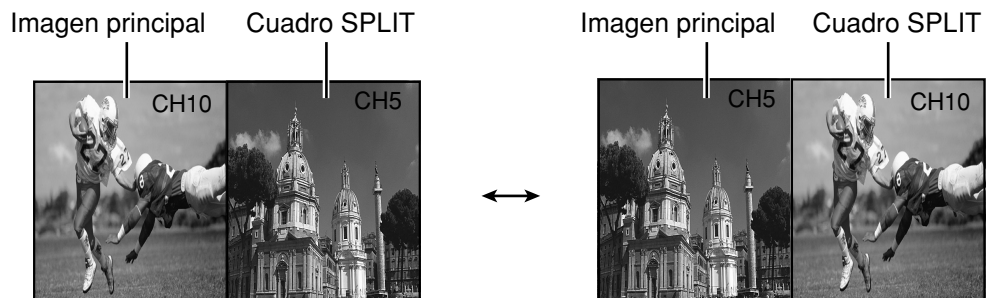 Imagen principal Cuadro SPLIT
CH10 CH5
Imagen principal Cuadro SPLIT
CH5 CH10